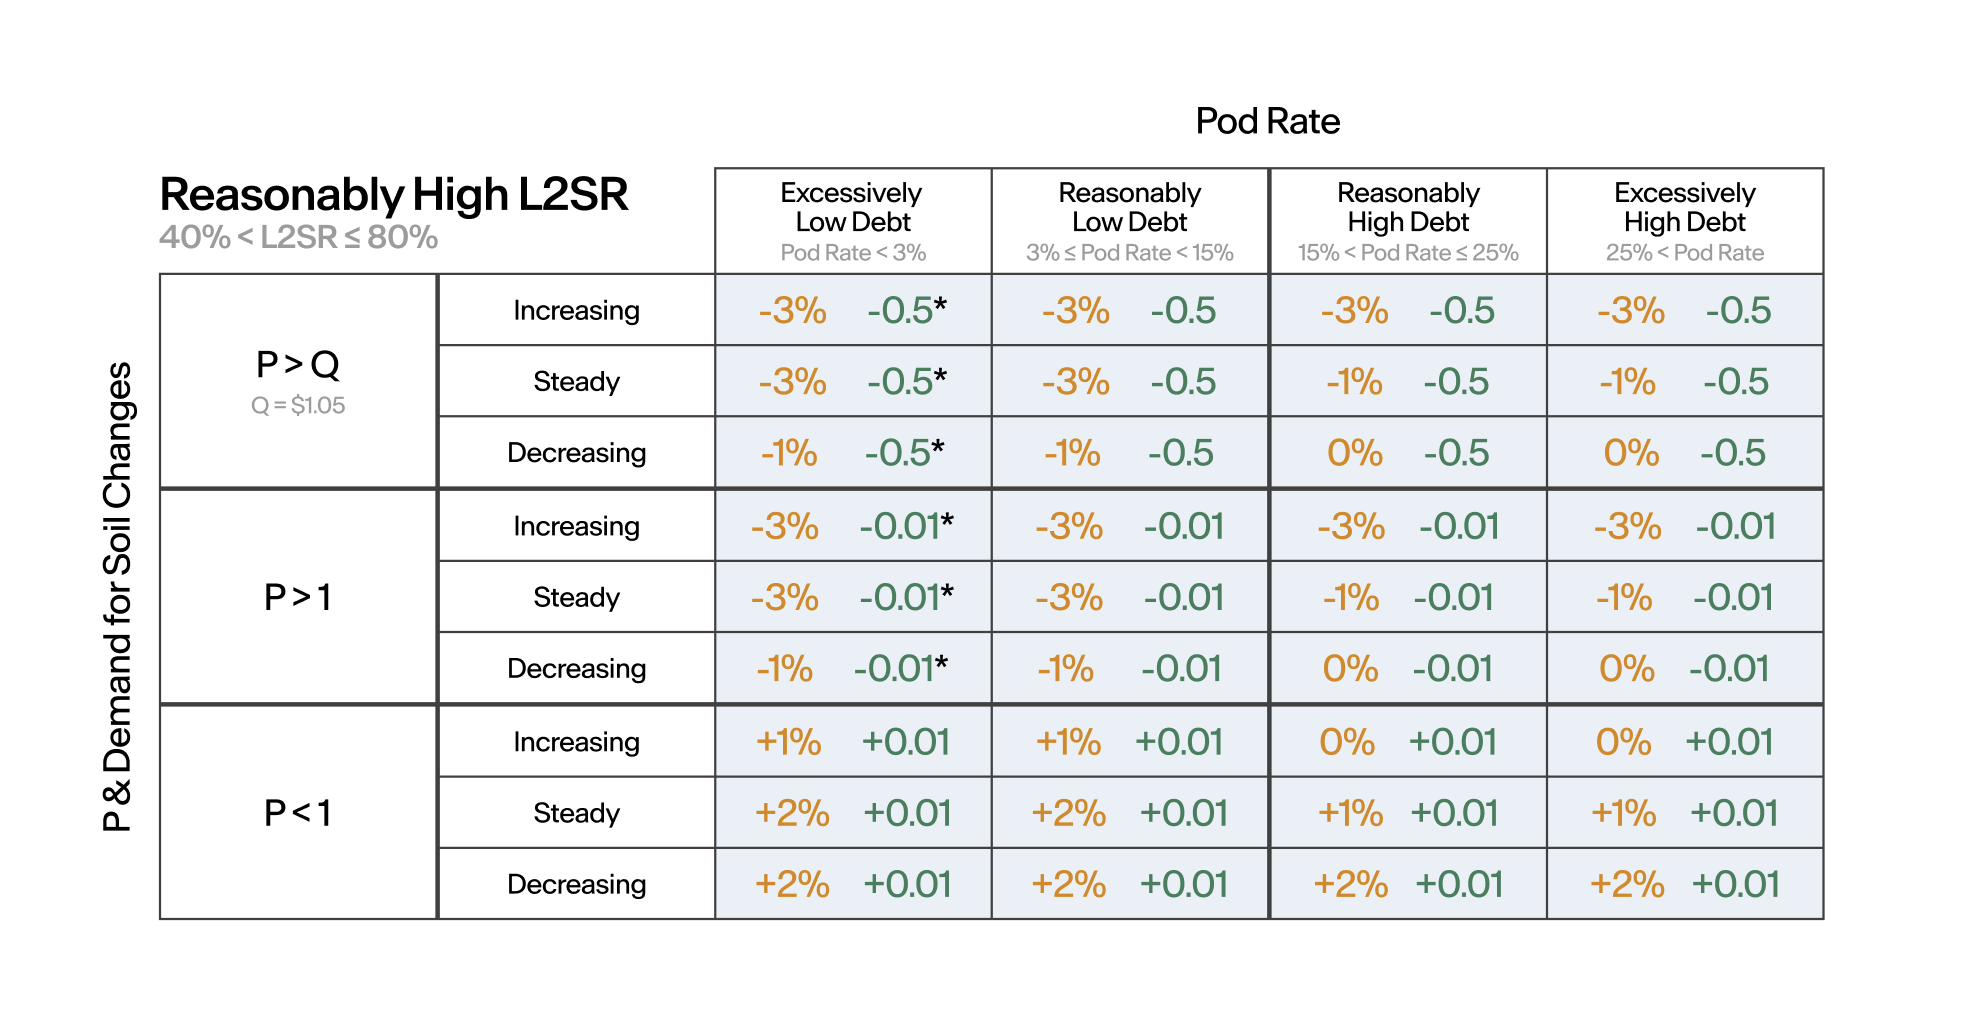 Pod Rate
Reasonably High L2SR
40% < L2SR ≤ 80%
Excessively
Low Debt
Pod Rate < 3%
Reasonably
Low Debt
3% ≤ Pod Rate < 15%
Reasonably
High Debt
15% < Pod Rate ≤ 25%
Excessively
High Debt
25% < Pod Rate
P & Demand for Soil Changes
P > Q
Q = $1.05
Increasing -3% -0.5* -3% -0.5 -3% -0.5 -3% -0.5
Steady -3% -0.5* -3% -0.5 -1% -0.5 -1% -0.5
Decreasing -1% -0.5* -1% -0.5 0% -0.5 0% -0.5
P > 1
Increasing -3% -0.01* -3% -0.01 -3% -0.01 -3% -0.01
Steady -3% -0.01* -3% -0.01 -1% -0.01 -1% -0.01
Decreasing -1% -0.01* -1% -0.01 0% -0.01 0% -0.01
P < 1
Increasing +1% +0.01 +1% +0.01 0% +0.01 0% +0.01
Steady +2% +0.01 +2% +0.01 +1% +0.01 +1% +0.01
Decreasing +2% +0.01 +2% +0.01 +2% +0.01 +2% +0.01